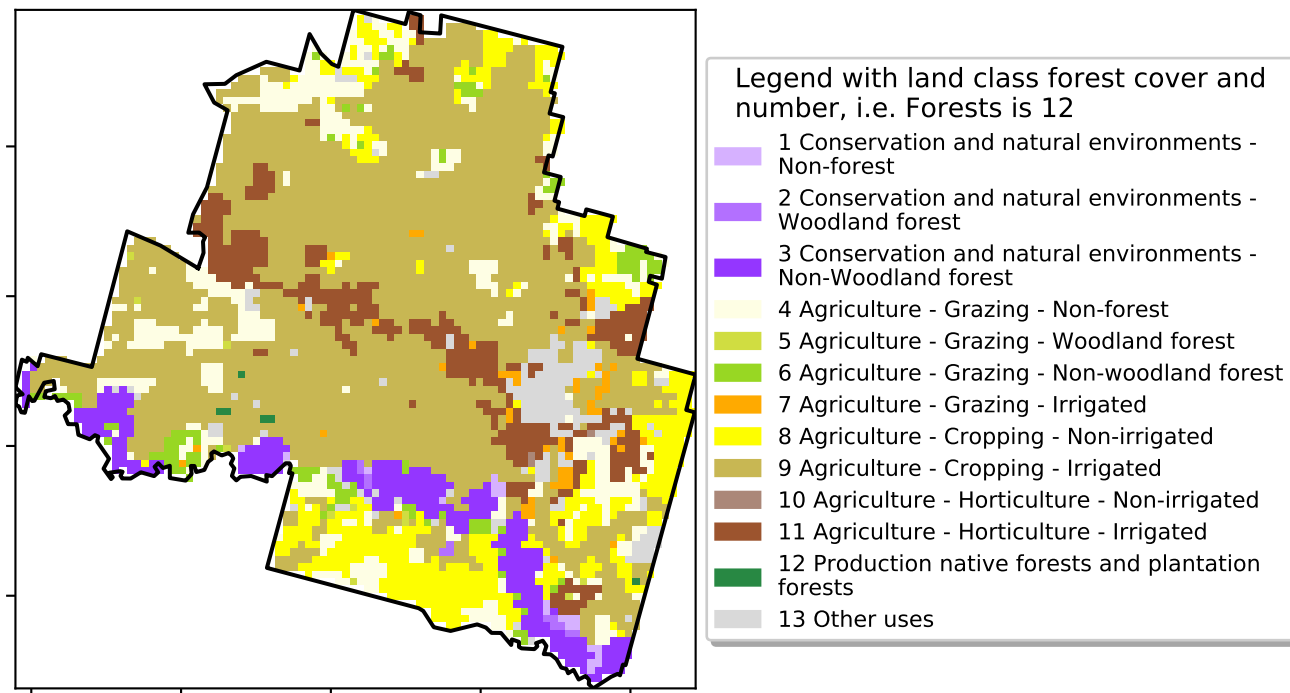 Legend with land class forest cover and
number, i.e. Forests is 12
1 Conservation and natural environments -
Non-forest
2 Conservation and natural environments -
Woodland forest
3 Conservation and natural environments -
Non-Woodland forest
4 Agriculture - Grazing - Non-forest
5 Agriculture - Grazing - Woodland forest
6 Agriculture - Grazing - Non-woodland forest
7 Agriculture - Grazing - Irrigated
8 Agriculture - Cropping - Non-irrigated
9 Agriculture - Cropping - Irrigated
10 Agriculture - Horticulture - Non-irrigated
11 Agriculture - Horticulture - Irrigated
12 Production native forests and plantation
forests
13 Other uses